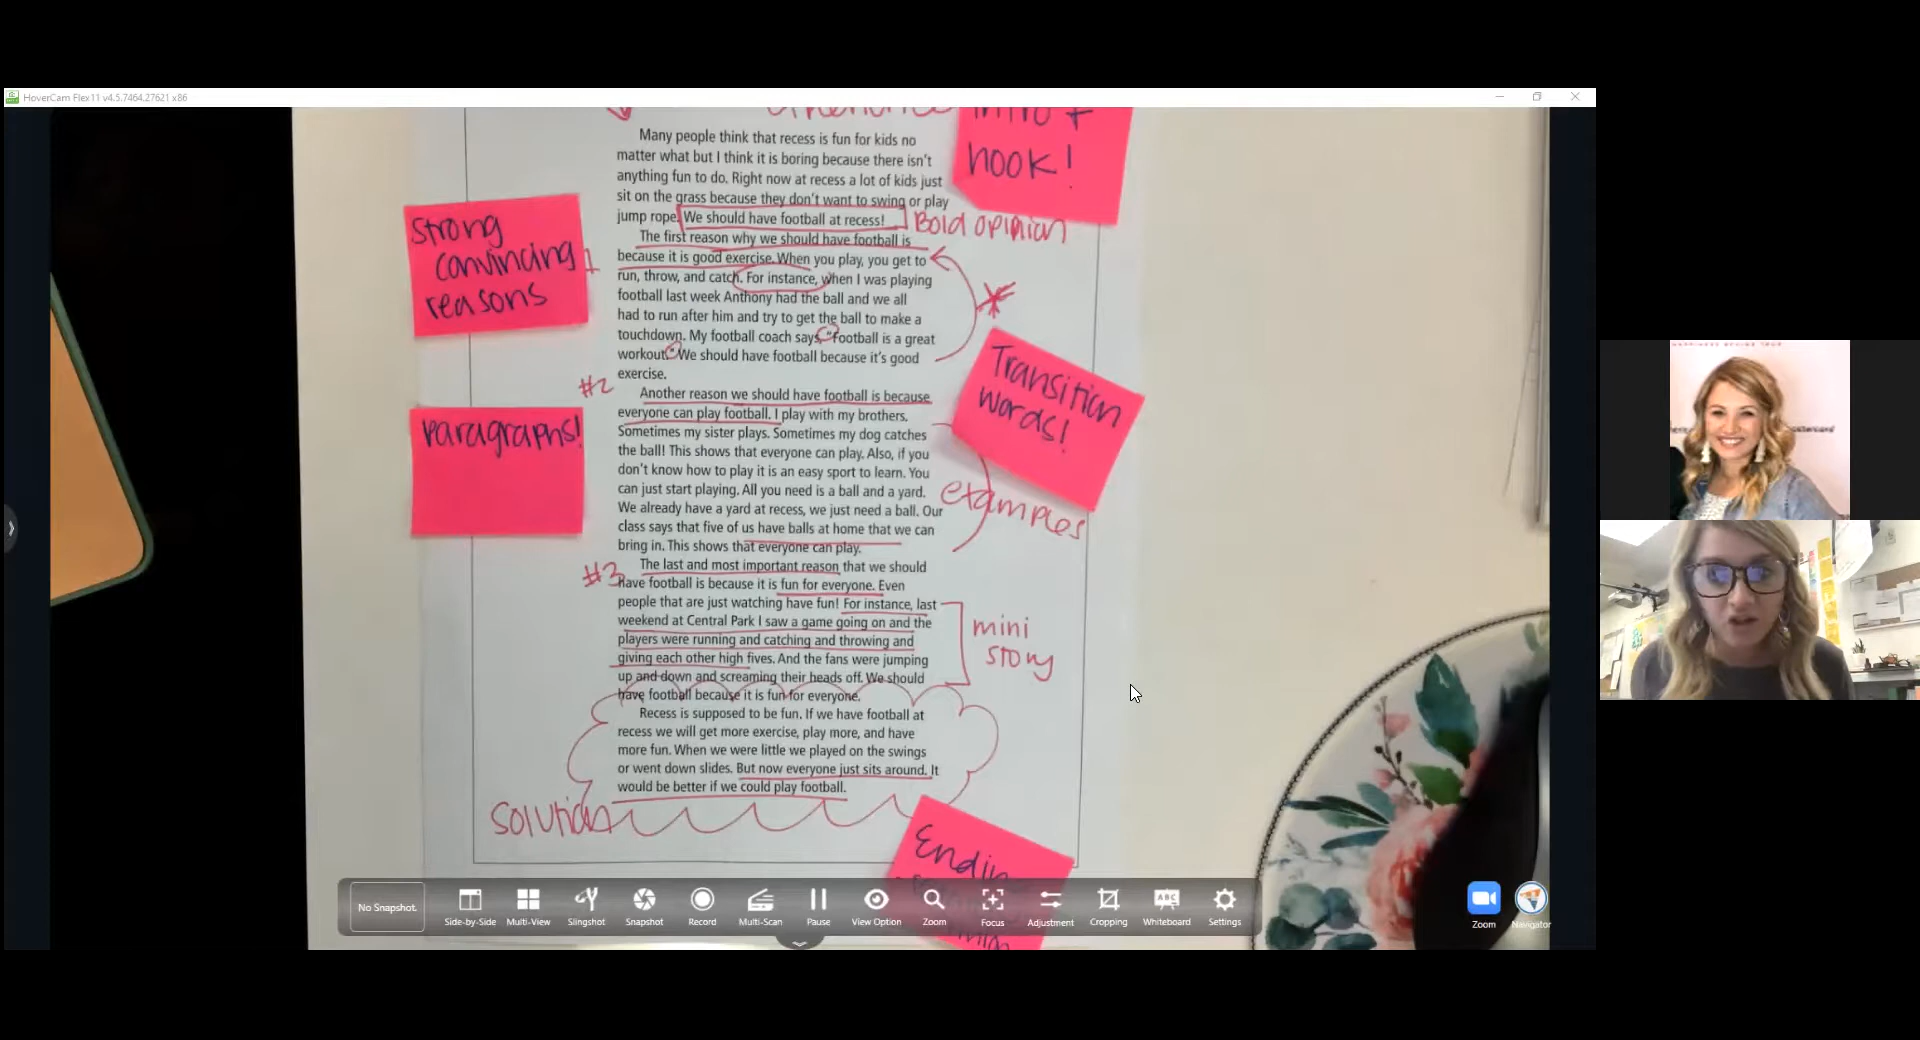 HoverCam Flex11 v4.5.7464.27621 x86
intro +
hook!
Many people think that recess is fun for kids no
matter what but I think it is boring because there isn't
anything fun to do. Right now at recess a lot of kids just
sit on the grass because they don't want to swing or play
jump rope. We should have football at recess!
Bold opinion
Strong
convincing
reasons
1
The first reason why we should have football is
because it is good exercise. When you play, you get to
run, throw, and catch. For instance, when I was playing
football last week Anthony had the ball and we all
had to run after him and try to get the ball to make a
touchdown. My football coach says, "Football is a great
workout." We should have football because it's good
exercise.
Transition
words!
#2
Another reason we should have football is because
everyone can play football. I play with my brothers.
Sometimes my sister plays. Sometimes my dog catches
the ball! This shows that everyone can play. Also, if you
don't know how to play it is an easy sport to learn. You
can just start playing. All you need is a ball and a yard.
We already have a yard at recess, we just need a ball. Our
class says that five of us have balls at home that we can
bring in. This shows that everyone can play.
Paragraphs!
examples
#3
The last and most important reason that we should
have football is because it is fun for everyone. Even
people that are just watching have fun! For instance, last
weekend at Central Park I saw a game going on and the
players were running and catching and throwing and
giving each other high fives. And the fans were jumping
up and down and screaming their heads off. We should
have football because it is fun for everyone.
mini
story
Recess is supposed to be fun. If we have football at
recess we will get more exercise, play more, and have
more fun. When we were little we played on the swings
or went down slides. But now everyone just sits around. It
would be better if we could play football.
solution
No Snapshot.
Side-by-Side
Multi-View
Slingshot
Snapshot
Record
Multi-Scan
Pause
View Option
Zoom
Focus
Adjustment
Cropping
ABC
Whiteboard
Settings
Zoom
Navigator